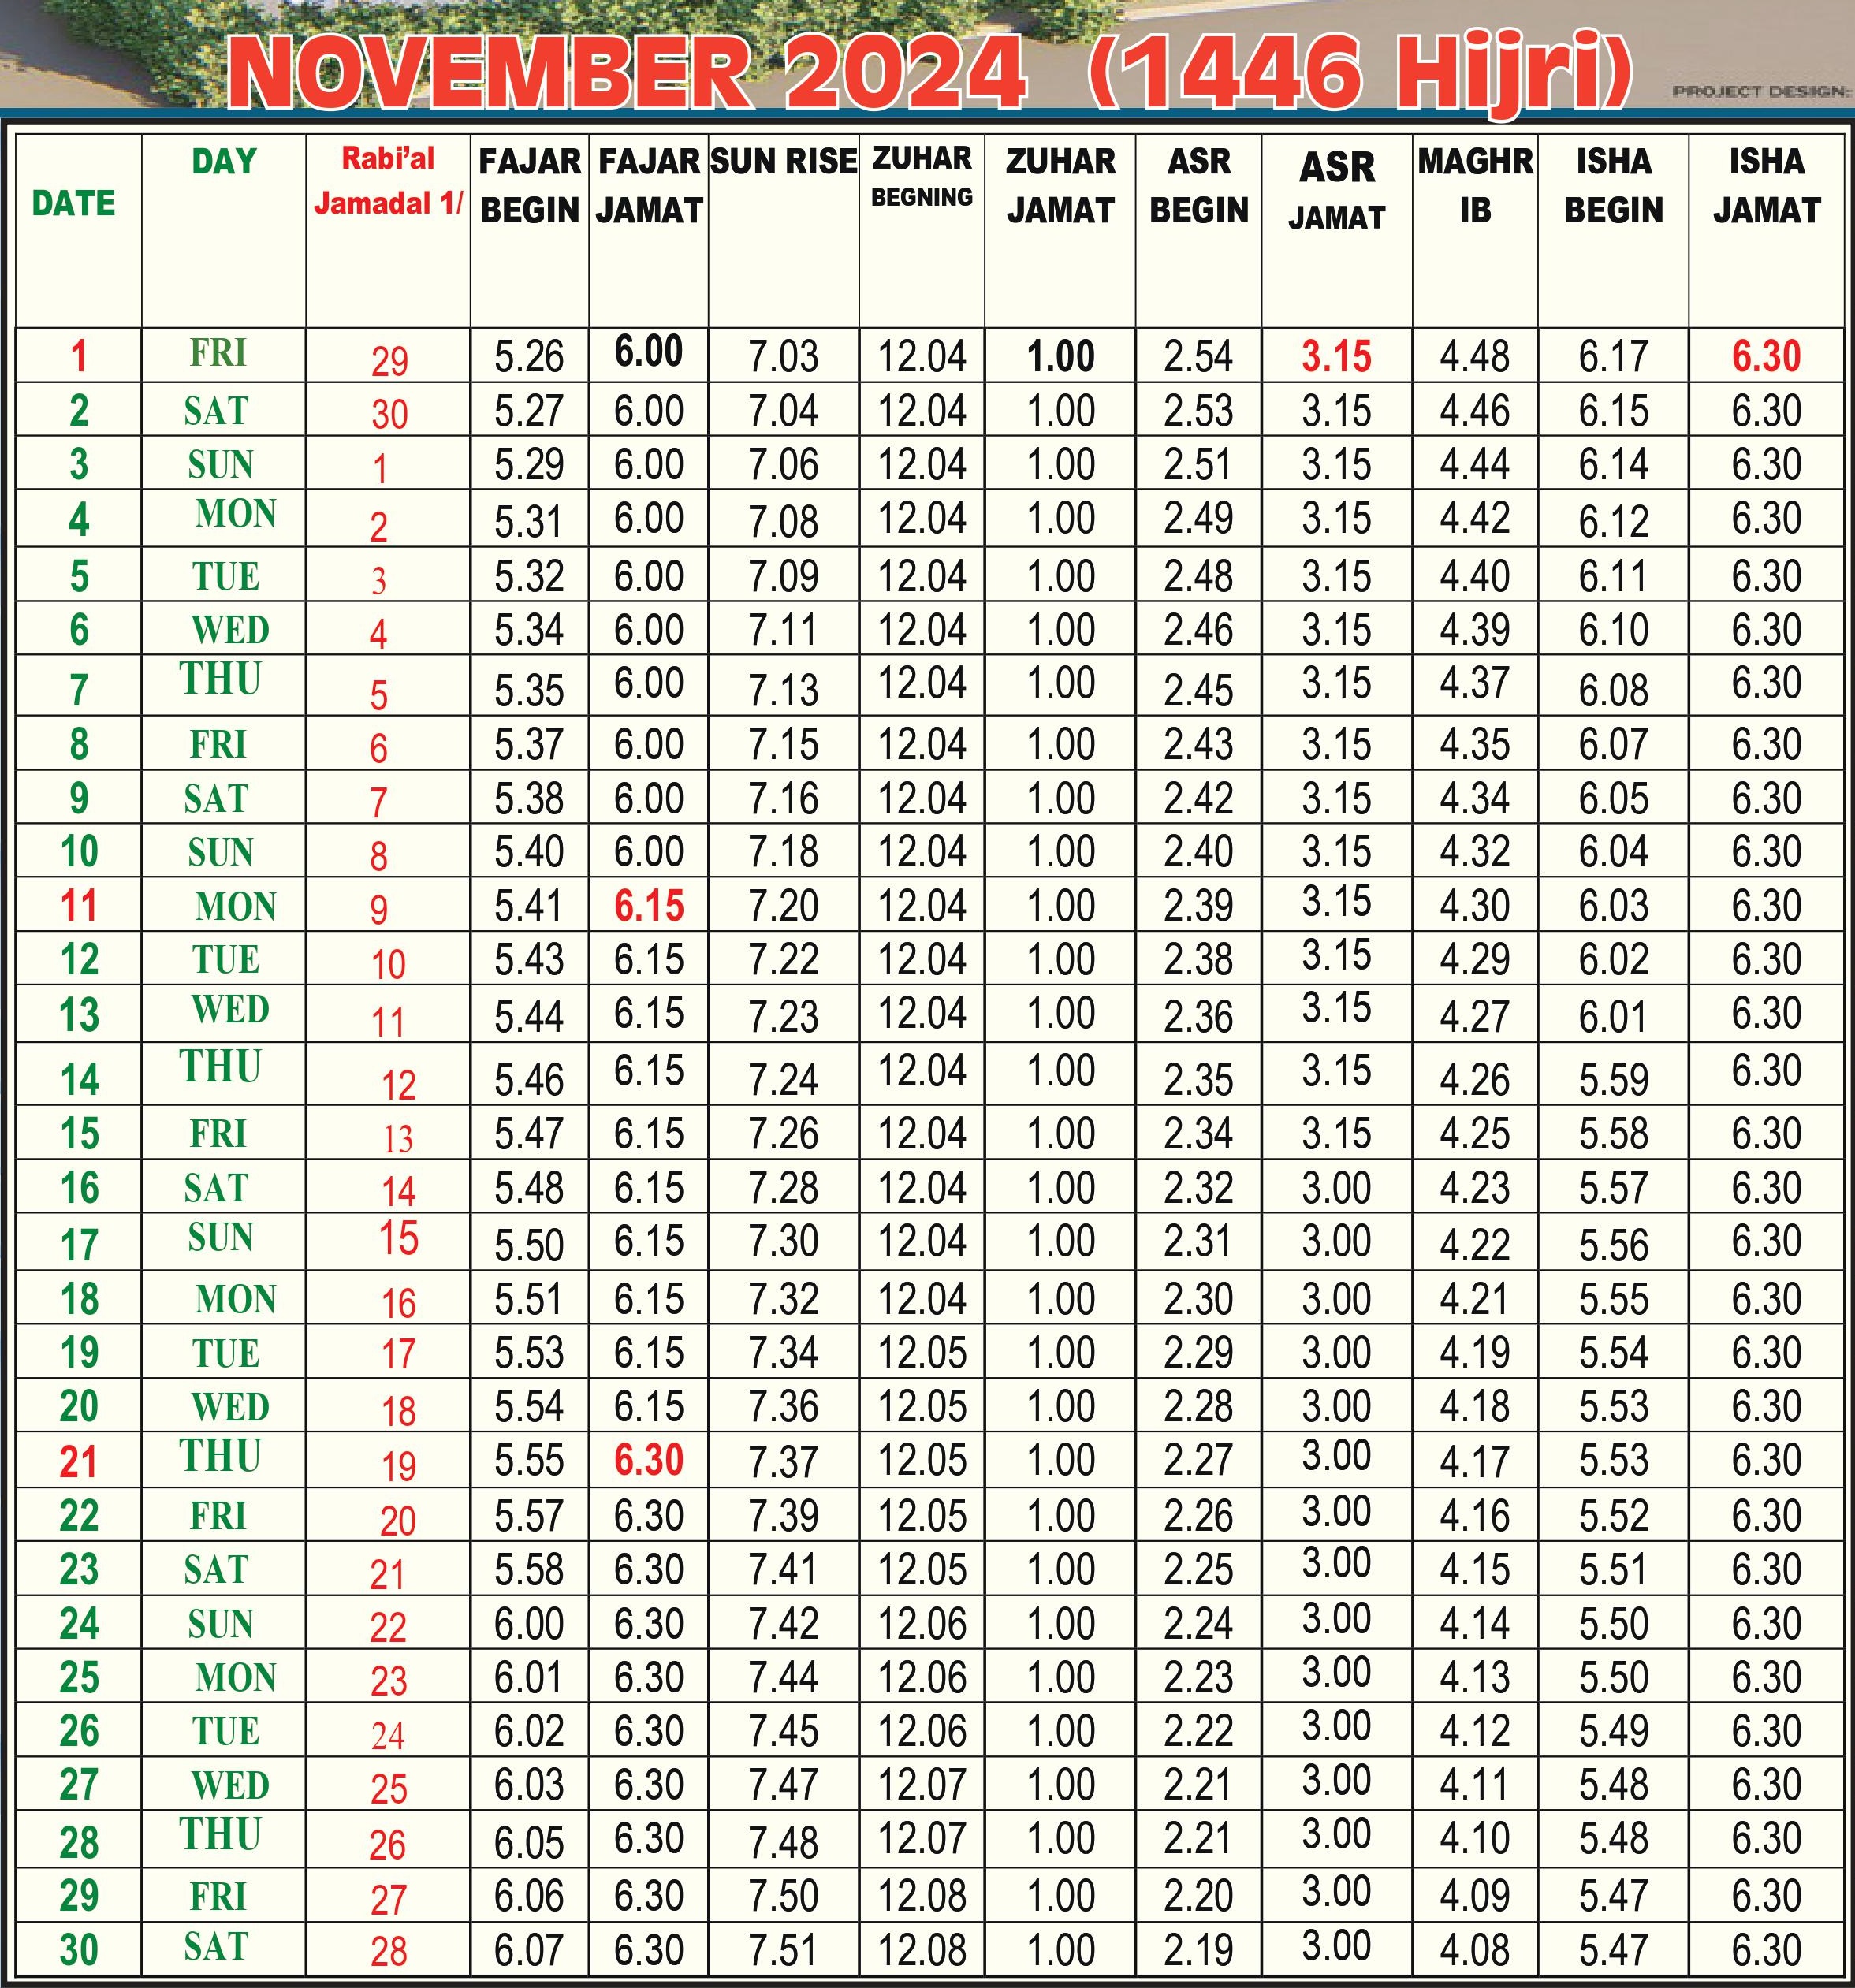 NOVEMBER 2024 (1446 Hijri)
PROJECT DESIGN:
DATE DAY Rabi'al Jamadal 1/ FAJAR BEGIN FAJAR JAMAT SUN RISE ZUHAR BEGNING ZUHAR JAMAT ASR BEGIN ASR JAMAT MAGHR IB ISHA BEGIN ISHA JAMAT
1 FRI 29 5.26 6.00 7.03 12.04 1.00 2.54 3.15 4.48 6.17 6.30
2 SAT 30 5.27 6.00 7.04 12.04 1.00 2.53 3.15 4.46 6.15 6.30
3 SUN 1 5.29 6.00 7.06 12.04 1.00 2.51 3.15 4.44 6.14 6.30
4 MON 2 5.31 6.00 7.08 12.04 1.00 2.49 3.15 4.42 6.12 6.30
5 TUE 3 5.32 6.00 7.09 12.04 1.00 2.48 3.15 4.40 6.11 6.30
6 WED 4 5.34 6.00 7.11 12.04 1.00 2.46 3.15 4.39 6.10 6.30
7 THU 5 5.35 6.00 7.13 12.04 1.00 2.45 3.15 4.37 6.08 6.30
8 FRI 6 5.37 6.00 7.15 12.04 1.00 2.43 3.15 4.35 6.07 6.30
9 SAT 7 5.38 6.00 7.16 12.04 1.00 2.42 3.15 4.34 6.05 6.30
10 SUN 8 5.40 6.00 7.18 12.04 1.00 2.40 3.15 4.32 6.04 6.30
11 MON 9 5.41 6.15 7.20 12.04 1.00 2.39 3.15 4.30 6.03 6.30
12 TUE 10 5.43 6.15 7.22 12.04 1.00 2.38 3.15 4.29 6.02 6.30
13 WED 11 5.44 6.15 7.23 12.04 1.00 2.36 3.15 4.27 6.01 6.30
14 THU 12 5.46 6.15 7.24 12.04 1.00 2.35 3.15 4.26 5.59 6.30
15 FRI 13 5.47 6.15 7.26 12.04 1.00 2.34 3.15 4.25 5.58 6.30
16 SAT 14 5.48 6.15 7.28 12.04 1.00 2.32 3.00 4.23 5.57 6.30
17 SUN 15 5.50 6.15 7.30 12.04 1.00 2.31 3.00 4.22 5.56 6.30
18 MON 16 5.51 6.15 7.32 12.04 1.00 2.30 3.00 4.21 5.55 6.30
19 TUE 17 5.53 6.15 7.34 12.05 1.00 2.29 3.00 4.19 5.54 6.30
20 WED 18 5.54 6.15 7.36 12.05 1.00 2.28 3.00 4.18 5.53 6.30
21 THU 19 5.55 6.30 7.37 12.05 1.00 2.27 3.00 4.17 5.53 6.30
22 FRI 20 5.57 6.30 7.39 12.05 1.00 2.26 3.00 4.16 5.52 6.30
23 SAT 21 5.58 6.30 7.41 12.05 1.00 2.25 3.00 4.15 5.51 6.30
24 SUN 22 6.00 6.30 7.42 12.06 1.00 2.24 3.00 4.14 5.50 6.30
25 MON 23 6.01 6.30 7.44 12.06 1.00 2.23 3.00 4.13 5.50 6.30
26 TUE 24 6.02 6.30 7.45 12.06 1.00 2.22 3.00 4.12 5.49 6.30
27 WED 25 6.03 6.30 7.47 12.07 1.00 2.21 3.00 4.11 5.48 6.30
28 THU 26 6.05 6.30 7.48 12.07 1.00 2.21 3.00 4.10 5.48 6.30
29 FRI 27 6.06 6.30 7.50 12.08 1.00 2.20 3.00 4.09 5.47 6.30
30 SAT 28 6.07 6.30 7.51 12.08 1.00 2.19 3.00 4.08 5.47 6.30